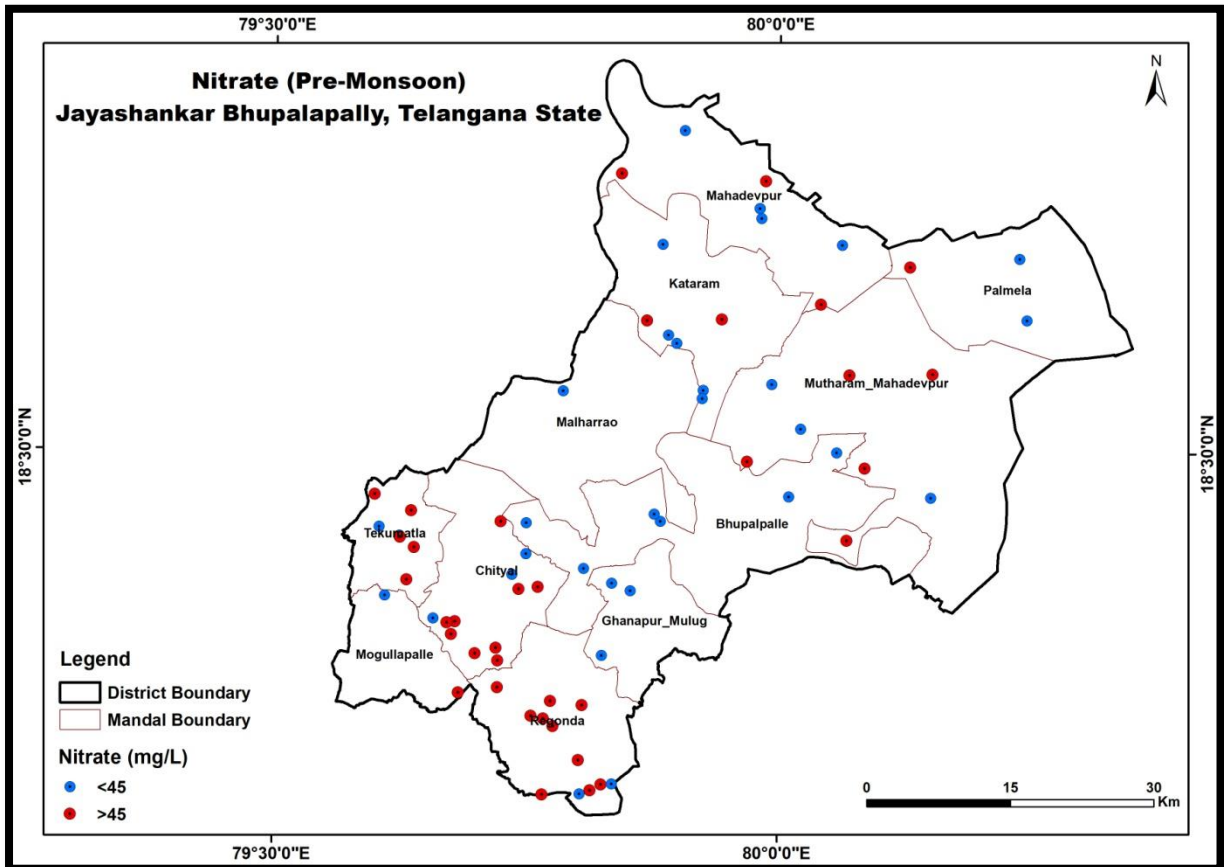 79°30'0"E
80°0'0"E
Nitrate (Pre-Monsoon)
Jayashankar Bhupalapally, Telangana State
N
Mahadevpur
Kataram
Palmela
Mutharam_Mahadevpur
Malharrao
18°30'0"N
18°30'0"N
Bhupalpalle
Tekumatla
Chityal
Ghanapur_Mulug
Mogullapalle
Regonda
Legend
District Boundary
Mandal Boundary
Nitrate (mg/L)
<45
>45
0 15 30
Km
79°30'0"E
80°0'0"E